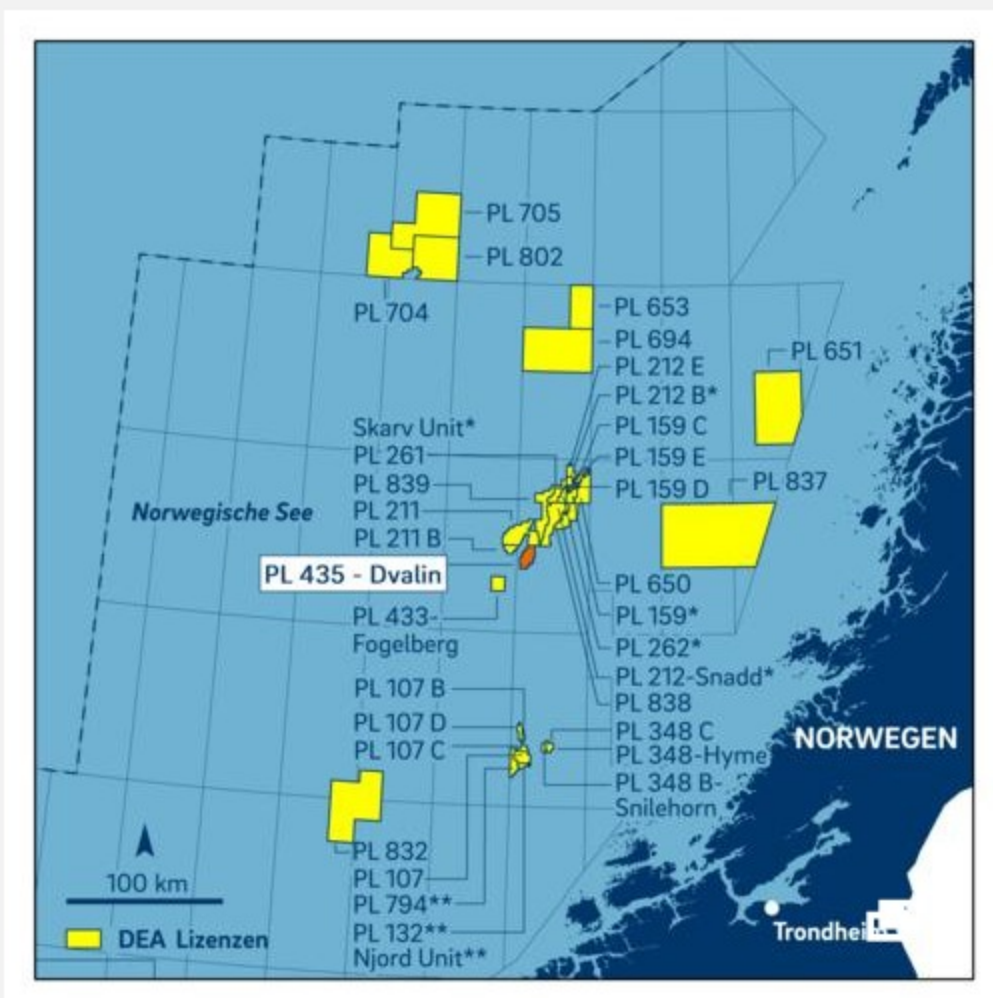 PL 705
PL 802
PL 704
PL 653
PL 694
PL 651
PL 212 E
PL 212 B*
Skarv Unit*
PL 159 C
PL 261
PL 159 E
PL 839
PL 159 D
PL 837
PL 211
Norwegische See
PL 211 B
PL 435 - Dvalin
PL 650
PL 433-
Fogelberg
PL 159*
PL 262*
PL 212-Snadd*
PL 107 B
PL 838
PL 107 D
PL 348 C
NORWEGEN
PL 107 C
PL 348-Hyme
PL 348 B-
Snilehorn
PL 832
100 km
PL 107
PL 794**
PL 132**
Njord Unit**
DEA Lizenzen